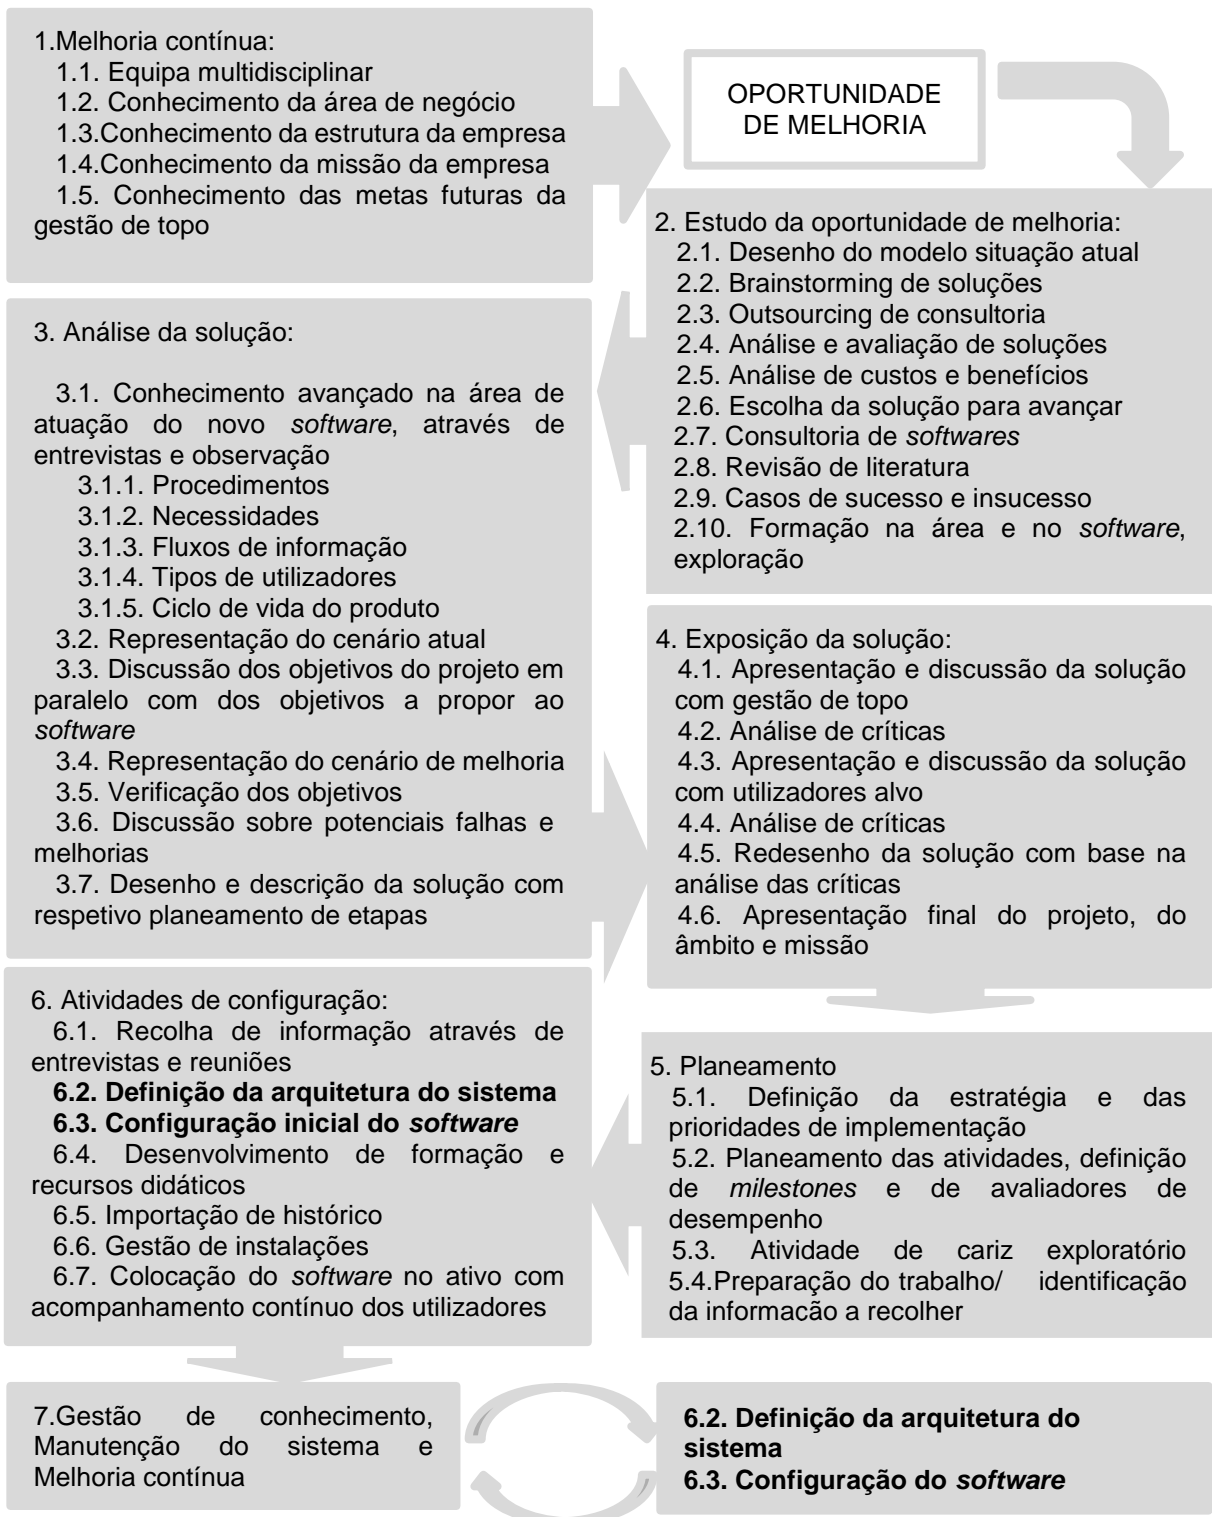 1.Melhoria contínua:
1.1. Equipa multidisciplinar
1.2. Conhecimento da área de negócio
1.3.Conhecimento da estrutura da empresa
1.4.Conhecimento da missão da empresa
1.5. Conhecimento das metas futuras da
gestão de topo
OPORTUNIDADE
DE MELHORIA
2. Estudo da oportunidade de melhoria:
2.1. Desenho do modelo situação atual
2.2. Brainstorming de soluções
2.3. Outsourcing de consultoria
2.4. Análise e avaliação de soluções
2.5. Análise de custos e benefícios
2.6. Escolha da solução para avançar
2.7. Consultoria de softwares
2.8. Revisão de literatura
2.9. Casos de sucesso e insucesso
2.10. Formação na área e no software,
exploração
3. Análise da solução:
3.1. Conhecimento avançado na área de
atuação do novo software, através de
entrevistas e observação
3.1.1. Procedimentos
3.1.2. Necessidades
3.1.3. Fluxos de informação
3.1.4. Tipos de utilizadores
3.1.5. Ciclo de vida do produto
3.2. Representação do cenário atual
3.3. Discussão dos objetivos do projeto em
paralelo com dos objetivos a propor ao
software
3.4. Representação do cenário de melhoria
3.5. Verificação dos objetivos
3.6. Discussão sobre potenciais falhas e
melhorias
3.7. Desenho e descrição da solução com
respetivo planeamento de etapas
4. Exposição da solução:
4.1. Apresentação e discussão da solução
com gestão de topo
4.2. Análise de críticas
4.3. Apresentação e discussão da solução
com utilizadores alvo
4.4. Análise de críticas
4.5. Redesenho da solução com base na
análise das críticas
4.6. Apresentação final do projeto, do
âmbito e missão
5. Planeamento
5.1. Definição da estratégia e das
prioridades de implementação
5.2. Planeamento das atividades, definição
de milestones e de avaliadores de
desempenho
5.3. Atividade de cariz exploratório
5.4.Preparação do trabalho/ identificação
da informacão a recolher
6. Atividades de configuração:
6.1. Recolha de informação através de
entrevistas e reuniões
6.2. Definição da arquitetura do sistema
6.3. Configuração inicial do software
6.4. Desenvolvimento de formação e
recursos didáticos
6.5. Importação de histórico
6.6. Gestão de instalações
6.7. Colocação do software no ativo com
acompanhamento contínuo dos utilizadores
7.Gestão de conhecimento,
Manutenção do sistema e
Melhoria contínua
6.2. Definição da arquitetura do
sistema
6.3. Configuração do software